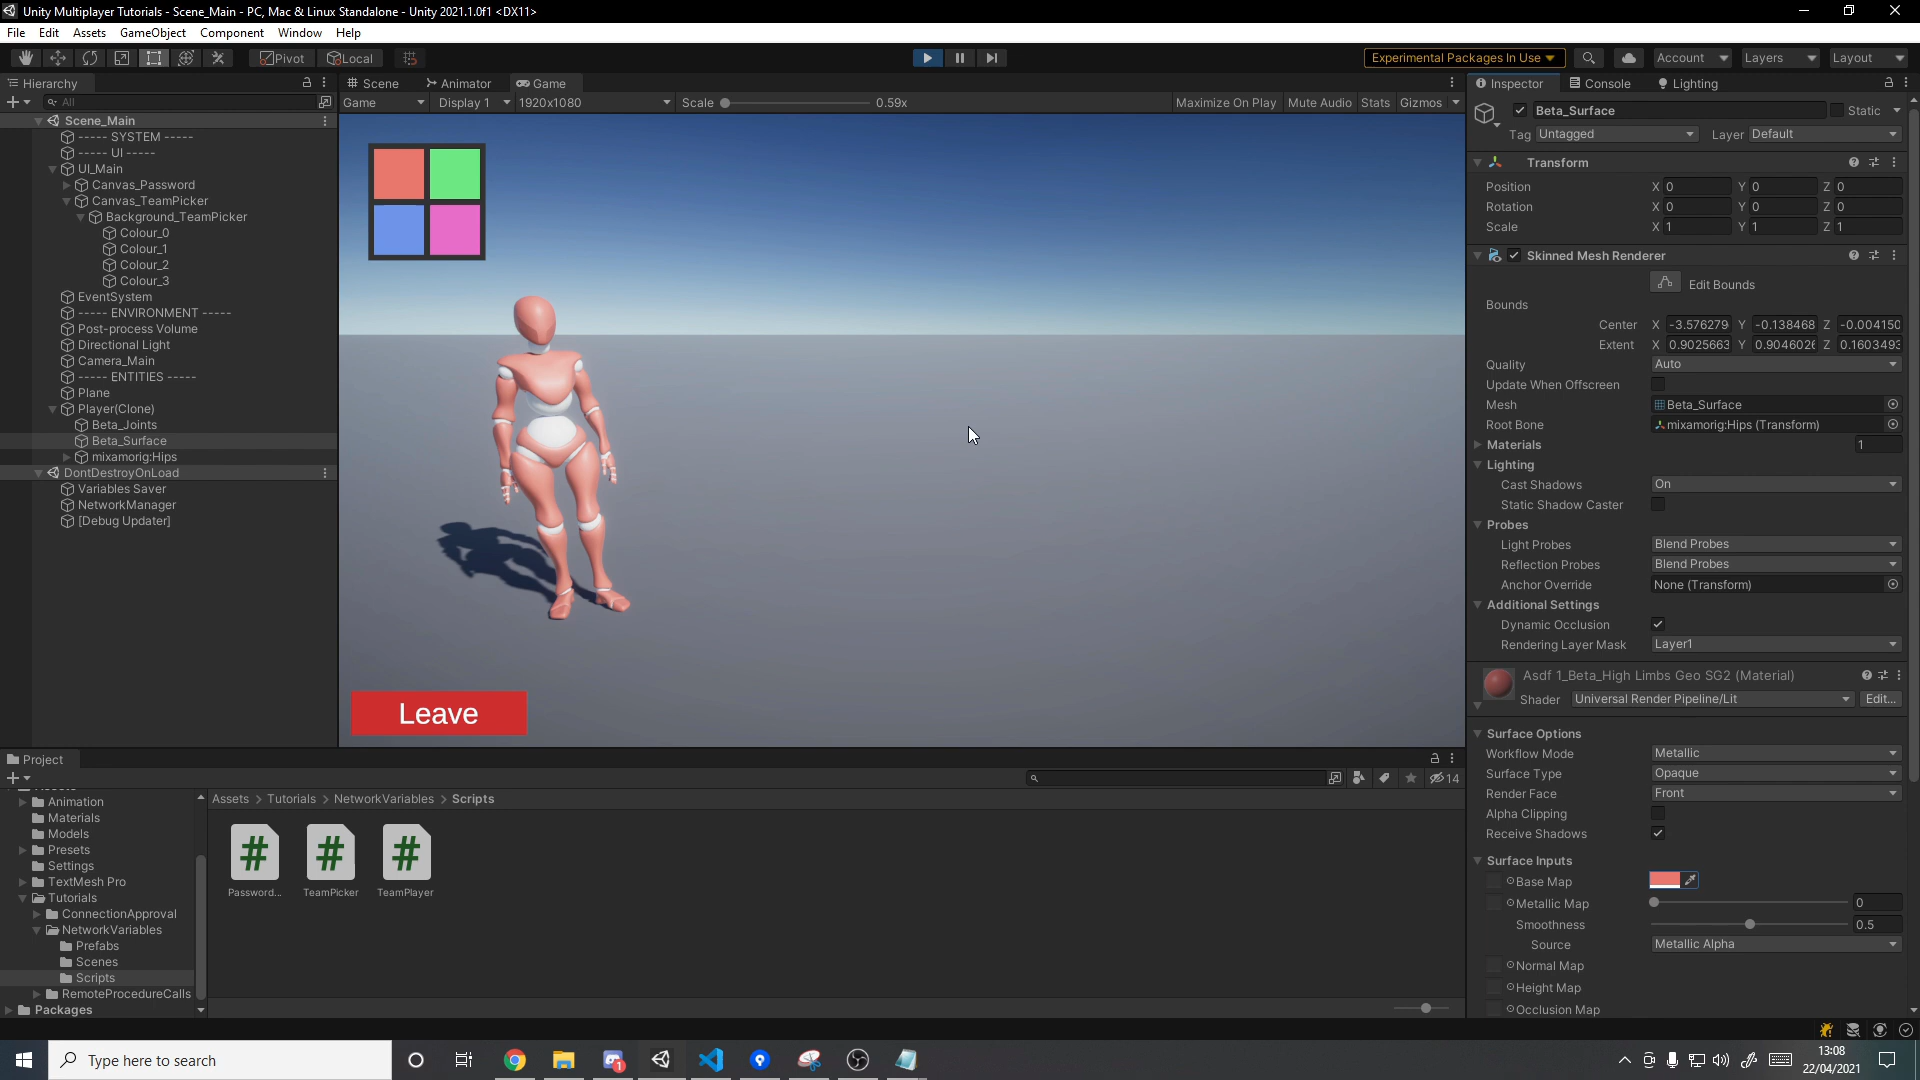 Unity Multiplayer Tutorials - Scene_Main - PC, Mac & Linux Standalone - Unity 2021.1.0f1 <DX11>
File Edit Assets GameObject Component Window Help
Pivot Local Experimental Packages In Use Account Layers Layout
Hierarchy Scene Animator Game Inspector Console Lighting
All Game Display 1 1920x1080 Scale 0.59x Maximize On Play Mute Audio Stats Gizmos
Scene_Main
----- SYSTEM -----
----- UI -----
UI_Main
Canvas_Password
Canvas_TeamPicker
Background_TeamPicker
Colour_0
Colour_1
Colour_2
Colour_3
EventSystem
----- ENVIRONMENT -----
Post-process Volume
Directional Light
Camera_Main
----- ENTITIES -----
Plane
Player(Clone)
Beta_Joints
Beta_Surface
mixamorig:Hips
DontDestroyOnLoad
Variables Saver
NetworkManager
[Debug Updater]
Leave
Beta_Surface Static
Tag Untagged Layer Default
Transform
Position X 0 Y 0 Z 0
Rotation X 0 Y 0 Z 0
Scale X 1 Y 1 Z 1
Skinned Mesh Renderer
Edit Bounds
Bounds
Center X -3.576279 Y -0.138468 Z -0.004150
Extent X 0.9025663 Y 0.9046026 Z 0.1603493
Quality Auto
Update When Offscreen
Mesh Beta_Surface
Root Bone mixamorig:Hips (Transform)
Materials 1
Lighting
Cast Shadows On
Static Shadow Caster
Probes
Light Probes Blend Probes
Reflection Probes Blend Probes
Anchor Override None (Transform)
Additional Settings
Dynamic Occlusion
Rendering Layer Mask Layer1
Asdf 1_Beta_High Limbs Geo SG2 (Material)
Shader Universal Render Pipeline/Lit Edit...
Surface Options
Workflow Mode Metallic
Surface Type Opaque
Render Face Front
Alpha Clipping
Receive Shadows
Surface Inputs
Base Map
Metallic Map 0
Smoothness 0.5
Source Metallic Alpha
Normal Map
Height Map
Occlusion Map
Project
14
Assets > Tutorials > NetworkVariables > Scripts
Animation
Materials
Models
Presets
Settings
TextMesh Pro
Tutorials
ConnectionApproval
NetworkVariables
Prefabs
Scenes
Scripts
RemoteProcedureCalls
Packages
# # #
Password... TeamPicker TeamPlayer
Type here to search
1
13:08
22/04/2021